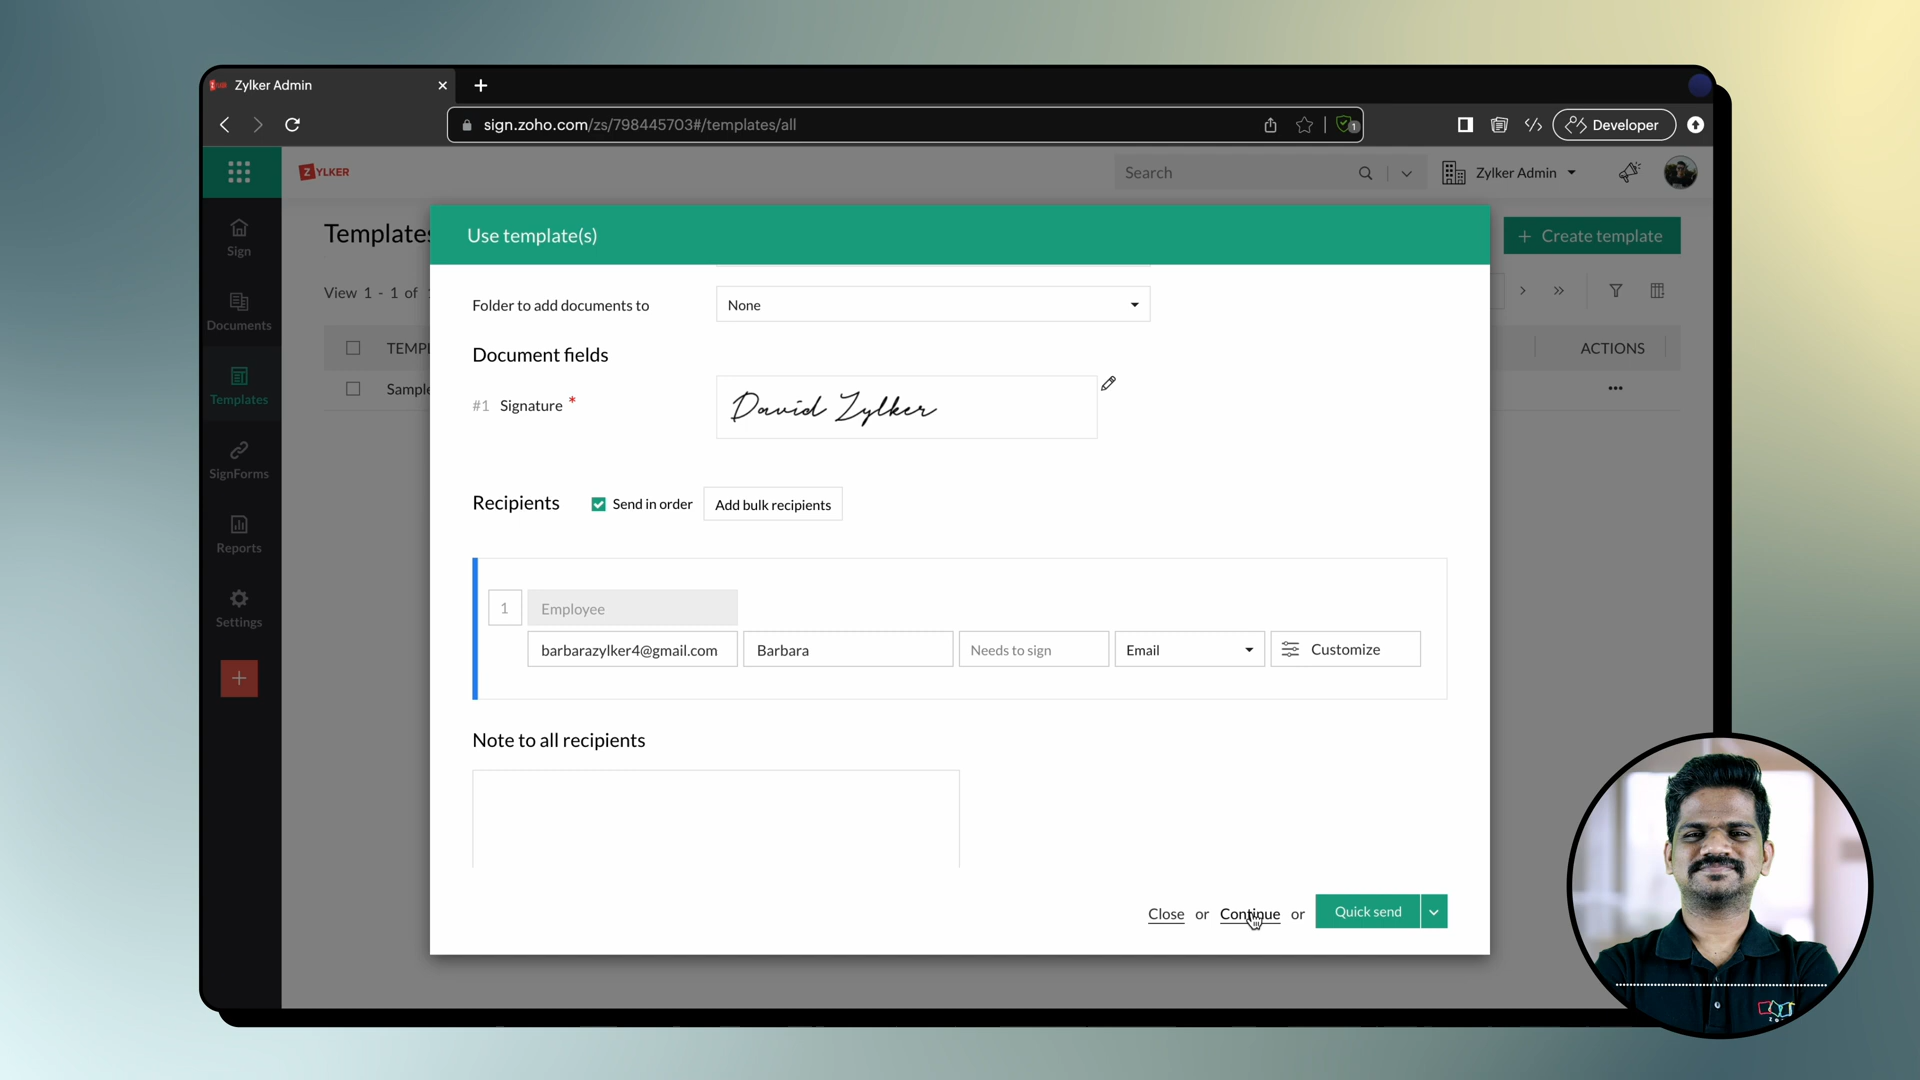 Zylker Admin
sign.zoho.com/zs/798445703#/templates/all
1
Developer
ZYLKER
Search
Zylker Admin
Sign
Documents
Templates
SignForms
Reports
Settings
Templates
Create template
View 1 - 1 of
TEMPL
ACTIONS
Sample
Use template(s)
Folder to add documents to
None
Document fields
#1 Signature *
David Zylker
Recipients
Send in order
Add bulk recipients
1
Employee
barbarazylker4@gmail.com
Barbara
Needs to sign
Email
Customize
Note to all recipients
Close or Continue or Quick send